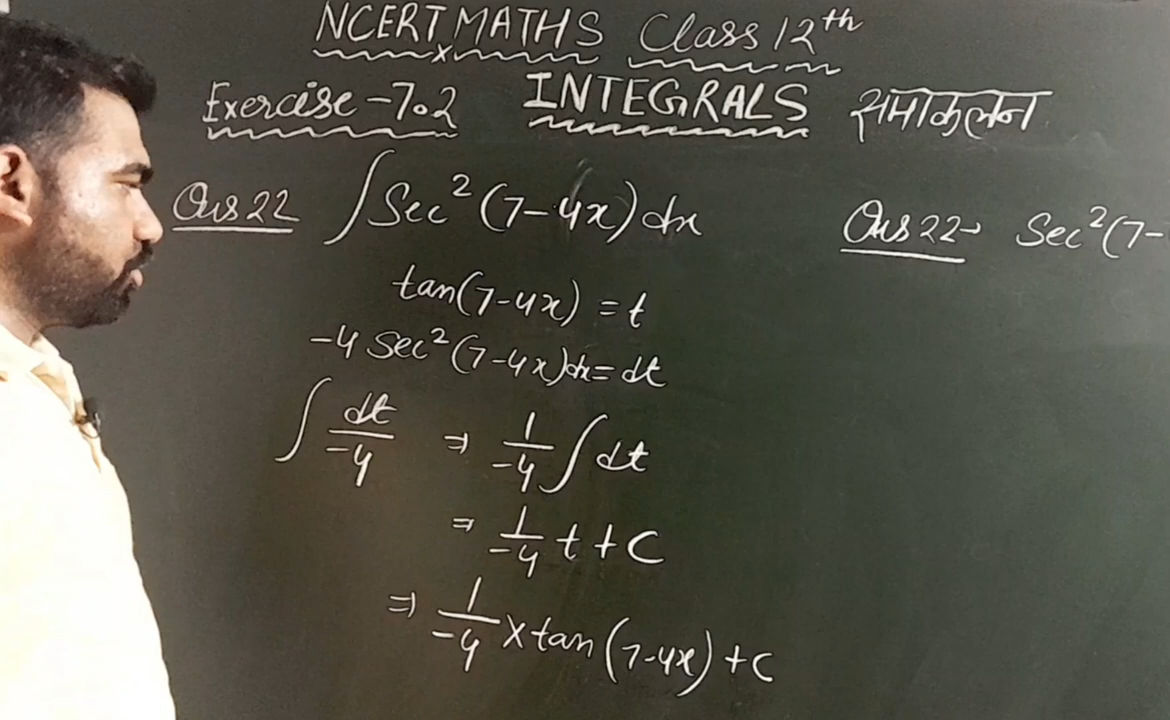 NCERT MATHS Class 12th
Exercise-7.2 INTEGRALS समाकलन
Qus 22 ∫Sec²(7-4x)dx
Qus 22→ Sec²(7-
tan(7-4x) = t
-4 Sec²(7-4x)dx = dt
∫ dt/-4 ⇒ 1/-4 ∫dt
⇒ 1/-4 t + C
⇒ 1/-4 × tan(7-4x) + C